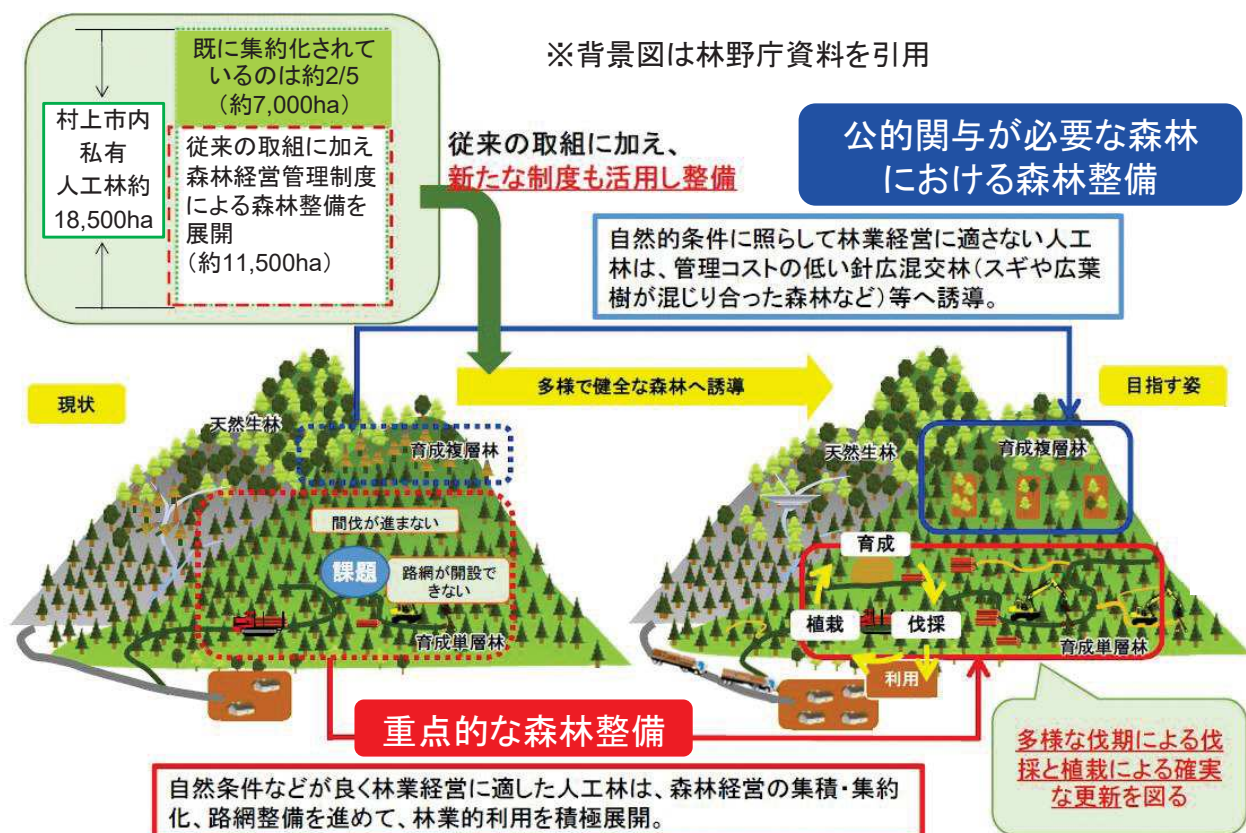 既に集約化されて
いるのは約2/5
（約7,000ha）
村上市内
私有
人工林約
18,500ha
従来の取組に加え
森林経営管理制度
による森林整備を
展開
（約11,500ha）
※背景図は林野庁資料を引用
従来の取組に加え、
新たな制度も活用し整備
公的関与が必要な森林
における森林整備
自然的条件に照らして林業経営に適さない人工
林は、管理コストの低い針広混交林（スギや広葉
樹が混じり合った森林など）等へ誘導。
現状
多様で健全な森林へ誘導
目指す姿
天然生林
育成複層林
間伐が進まない
課題
路網が開設で
きない
育成単層林
天然生林
育成複層林
育成
植栽
伐採
利用
育成単層林
重点的な森林整備
自然条件などが良く林業経営に適した人工林は、森林経営の集積・集約
化、路網整備を進めて、林業的利用を積極展開。
多様な伐期による伐
採と植栽による確実
な更新を図る